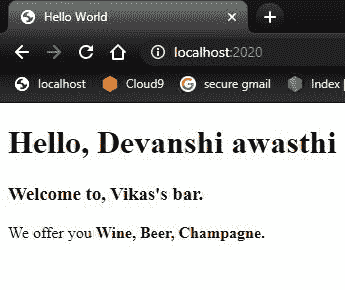 Hello World
localhost:2020
localhost Cloud9 secure gmail Index
Hello, Devanshi awasthi
Welcome to, Vikas's bar.
We offer you Wine, Beer, Champagne.